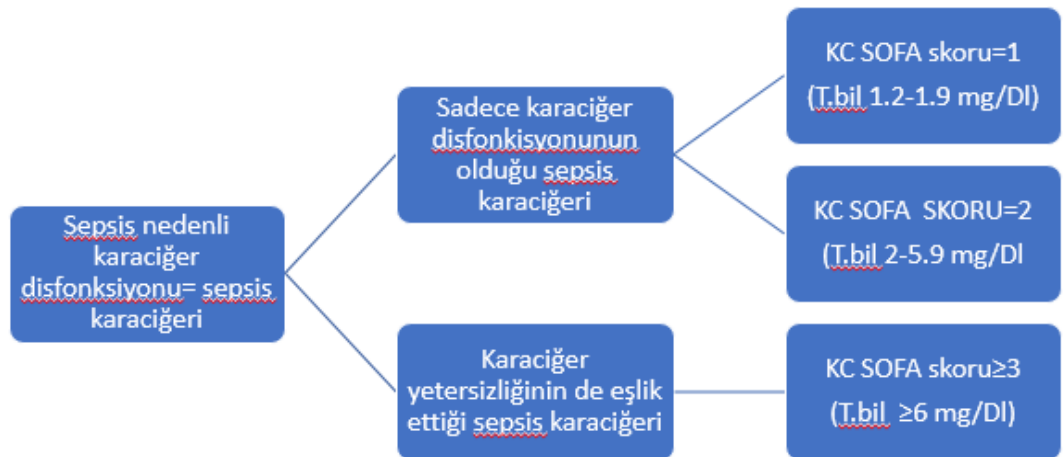 Sepsis nedenli
karaciğer
disfonksiyonu= sepsis
karaciğeri
Sadece karaciğer
disfonkisyonunun
olduğu sepsis
karaciğeri
Karaciğer
yetersizliğinin de eşlik
ettiği sepsis karaciğeri
KC SOFA skoru=1
(T.bil 1.2-1.9 mg/Dl)
KC SOFA SKORU=2
(T.bil 2-5.9 mg/Dl
KC SOFA skoru≥3
(T.bil ≥6 mg/Dl)